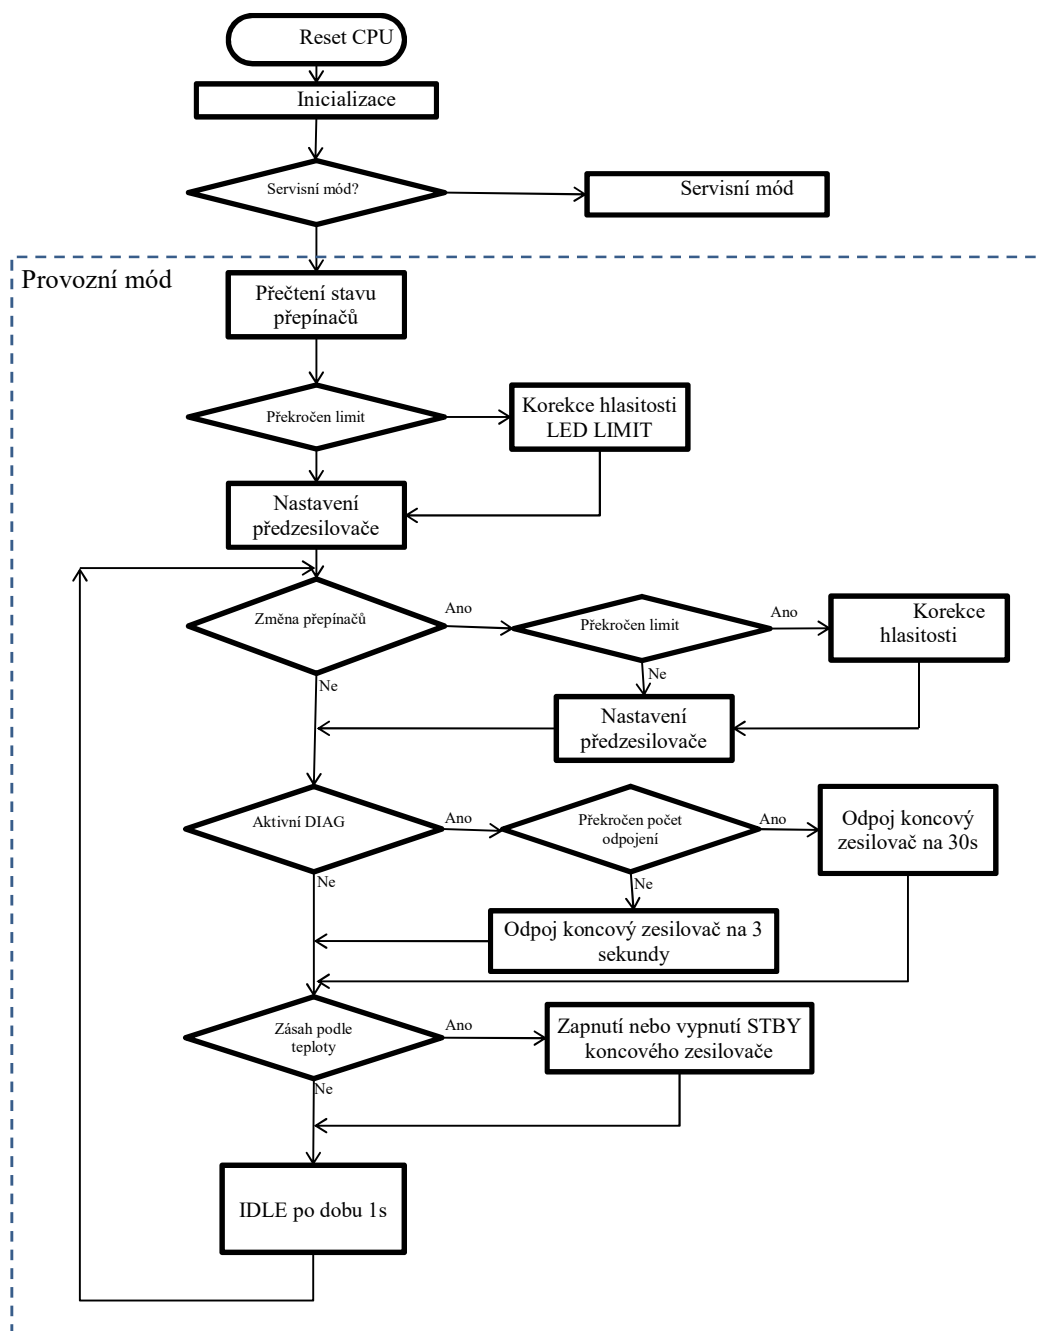 Reset CPU
Inicializace
Servisní mód?
Servisní mód
Provozní mód
Přečtení stavu
přepínačů
Překročen limit
Korekce hlasitosti
LED LIMIT
Nastavení
předzesilovače
Změna přepínačů
Ano
Překročen limit
Ano
Korekce
hlasitosti
Ne
Ne
Nastavení
předzesilovače
Aktivní DIAG
Ano
Překročen počet
odpojení
Ano
Odpoj koncový
zesilovač na 30s
Ne
Ne
Odpoj koncový zesilovač na 3
sekundy
Zásah podle
teploty
Ano
Zapnutí nebo vypnutí STBY
koncového zesilovače
Ne
IDLE po dobu 1s